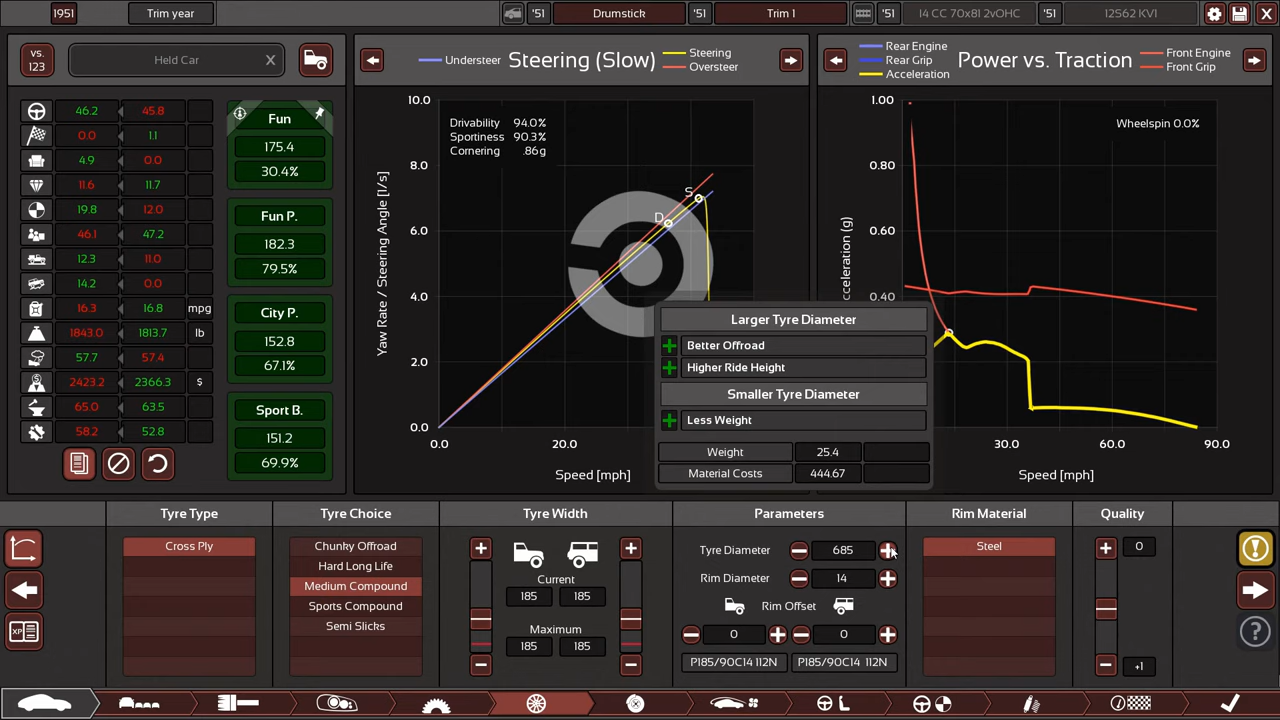 1951 Trim year '51 Drumstick '51 Trim 1 '51 I4 CC 70x81 2vOHC '51 12S62 KV1
vs. 123 Held Car X
46.2 45.8
0.0 1.1
4.9 0.0
11.6 11.7
19.8 12.0
46.1 47.2
12.3 11.0
14.2 0.0
16.3 16.8 mpg
1843.0 1813.7 lb
57.7 57.4
2423.2 2366.3 $
65.0 63.5
58.2 52.8
Fun
175.4
30.4%
Fun P.
182.3
79.5%
City P.
152.8
67.1%
Sport B.
151.2
69.9%
Understeer Steering (Slow) Steering
Oversteer
10.0
8.0
6.0
4.0
2.0
0.0
Yaw Rate / Steering Angle [1/s]
Drivability 94.0%
Sportiness 90.3%
Cornering .86g
S
D
0.0 20.0
Speed [mph]
Rear Engine
Rear Grip
Acceleration
Power vs. Traction
Front Engine
Front Grip
1.00
0.80
0.60
0.40
cceleration (g)
Wheelspin 0.0%
30.0 60.0 90.0
Speed [mph]
Larger Tyre Diameter
Better Offroad
Higher Ride Height
Smaller Tyre Diameter
Less Weight
Weight 25.4
Material Costs 444.67
Tyre Type
Cross Ply
Tyre Choice
Chunky Offroad
Hard Long Life
Medium Compound
Sports Compound
Semi Slicks
Tyre Width
Current
185 185
Maximum
185 185
Parameters
Tyre Diameter 685
Rim Diameter 14
Rim Offset
0 0
P185/90C14 112N P185/90C14 112N
Rim Material
Steel
Quality
0
+1
XP